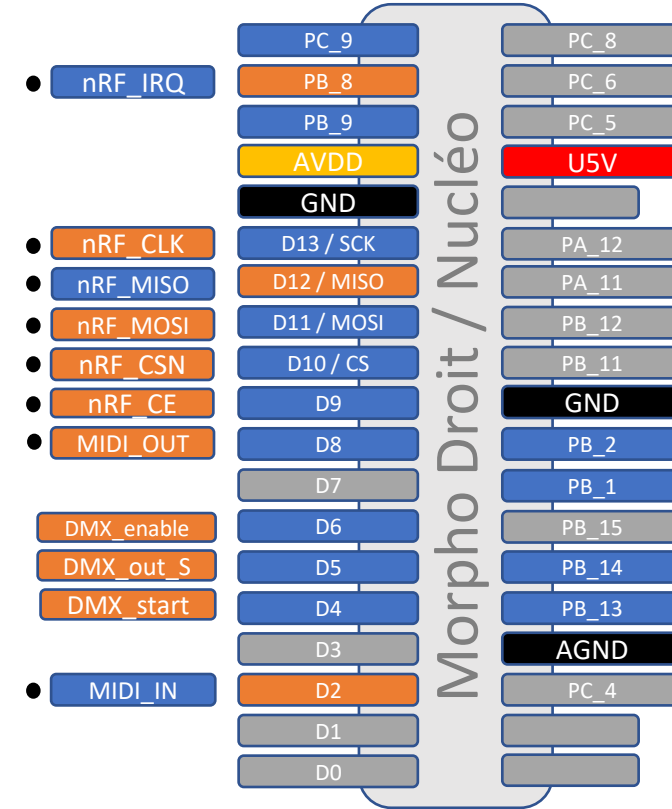 PC_9 PC_8
nRF_IRQ PB_8 PC_6
PB_9 PC_5
AVDD U5V
GND
nRF_CLK D13 / SCK PA_12
nRF_MISO D12 / MISO PA_11
nRF_MOSI D11 / MOSI PB_12
nRF_CSN D10 / CS PB_11
nRF_CE D9 GND
MIDI_OUT D8 PB_2
D7 PB_1
DMX_enable D6 PB_15
DMX_out_S D5 PB_14
DMX_start D4 PB_13
D3 AGND
MIDI_IN D2 PC_4
D1
D0
Morpho Droit / Nucléo